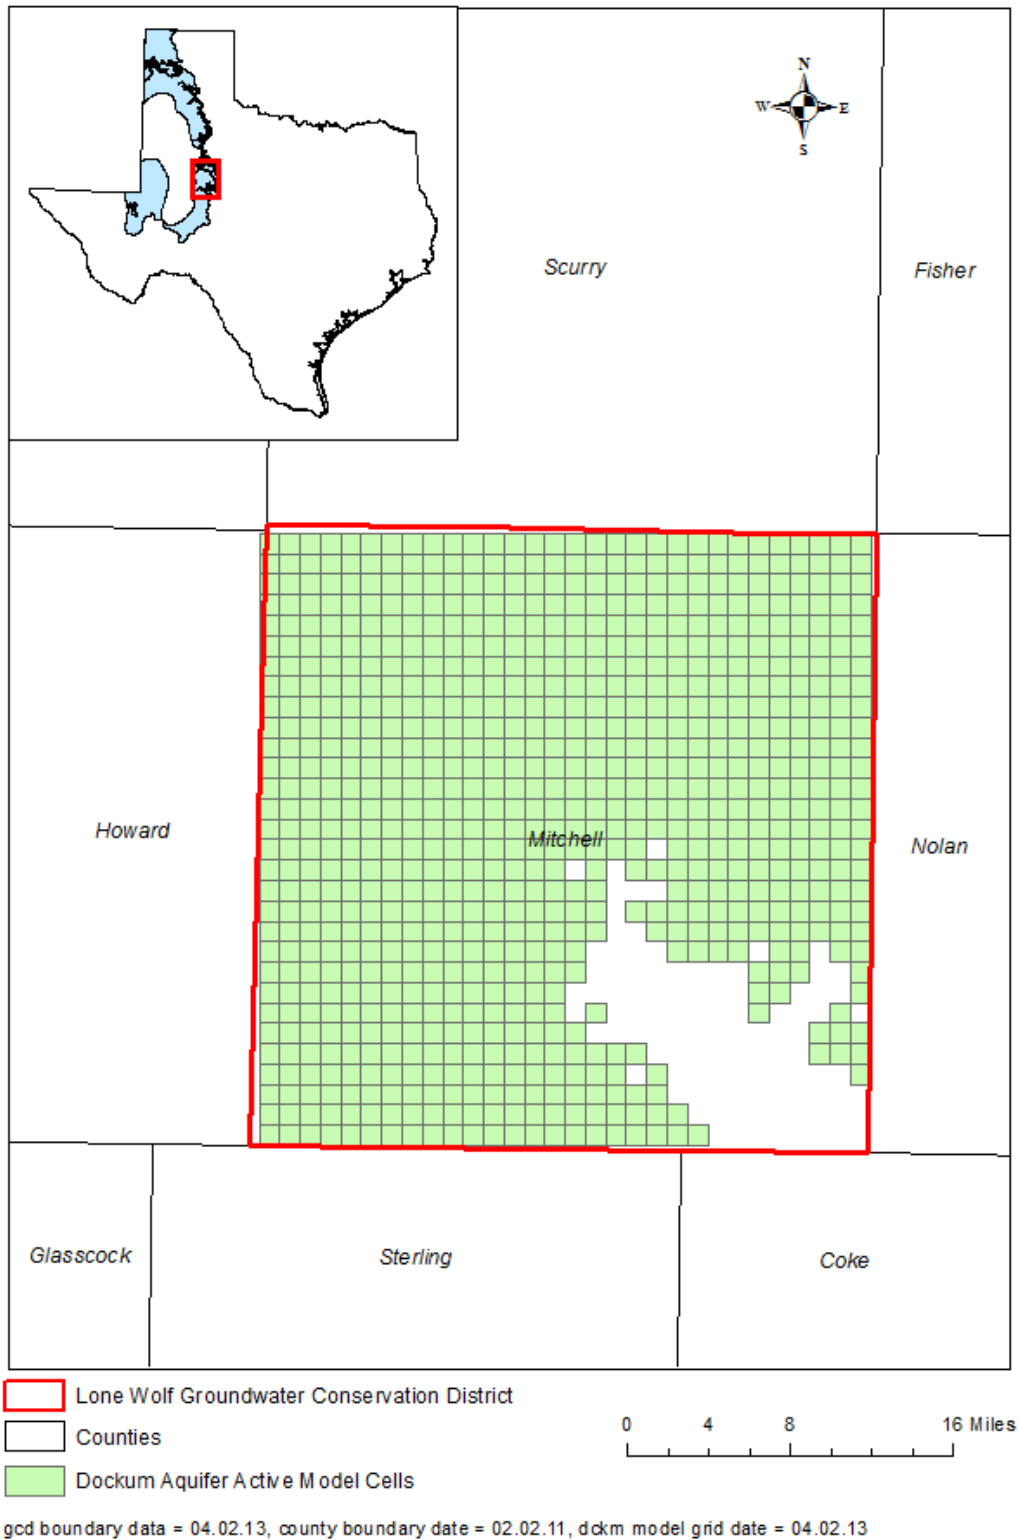 N
W E
S
Scurry
Fisher
Howard
Mitchell
Nolan
Glasscock
Sterling
Coke
Lone Wolf Groundwater Conservation District
Counties
Dockum Aquifer Active Model Cells
0 4 8 16 Miles
gcd boundary data = 04.02.13, county boundary date = 02.02.11, dckm model grid date = 04.02.13